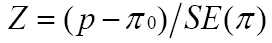 Z = (p − π₀)/SE(π)